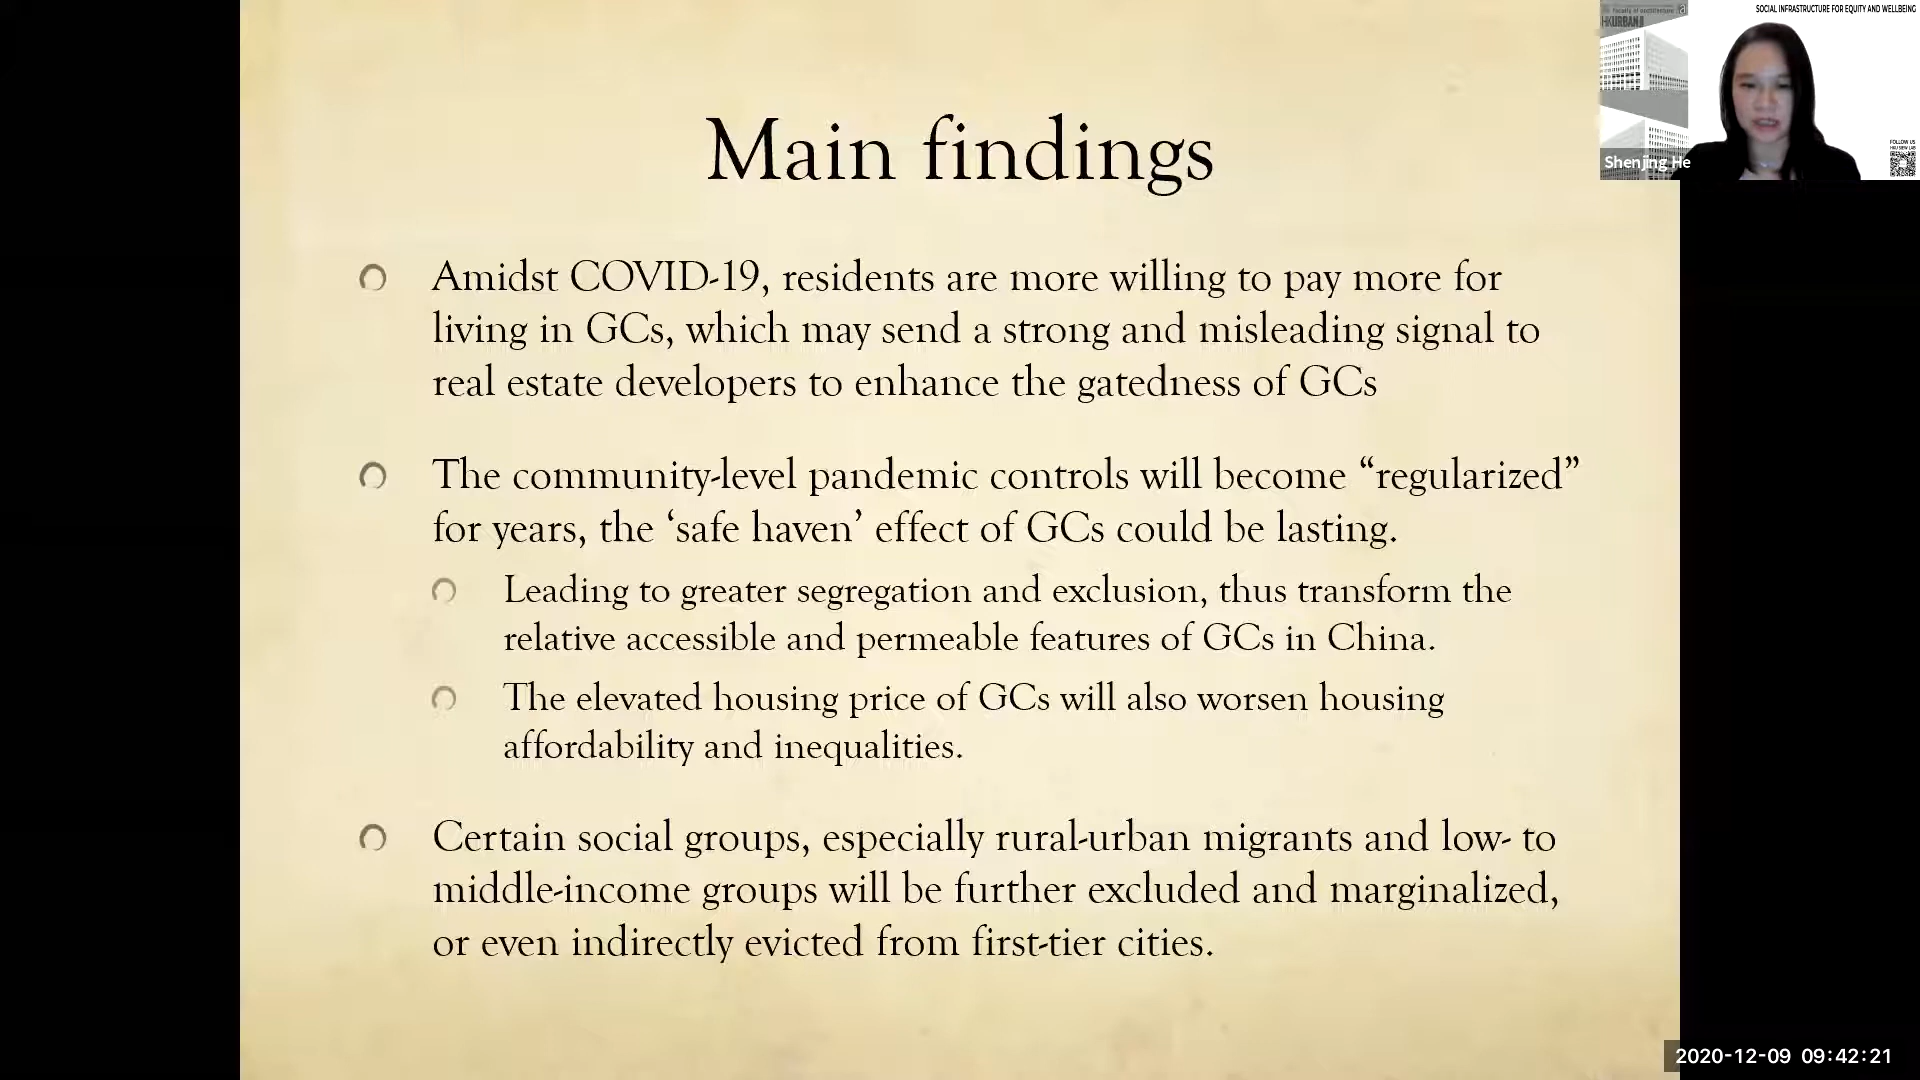 Faculty of architecture
HKURBANlab
SOCIAL INFRASTRUCTURE FOR EQUITY AND WELLBEING
FOLLOW US
Shenjing He
Main findings
Amidst COVID-19, residents are more willing to pay more for
living in GCs, which may send a strong and misleading signal to
real estate developers to enhance the gatedness of GCs
The community-level pandemic controls will become “regularized”
for years, the ‘safe haven’ effect of GCs could be lasting.
Leading to greater segregation and exclusion, thus transform the
relative accessible and permeable features of GCs in China.
The elevated housing price of GCs will also worsen housing
affordability and inequalities.
Certain social groups, especially rural-urban migrants and low- to
middle-income groups will be further excluded and marginalized,
or even indirectly evicted from first-tier cities.
2020-12-09 09:42:21